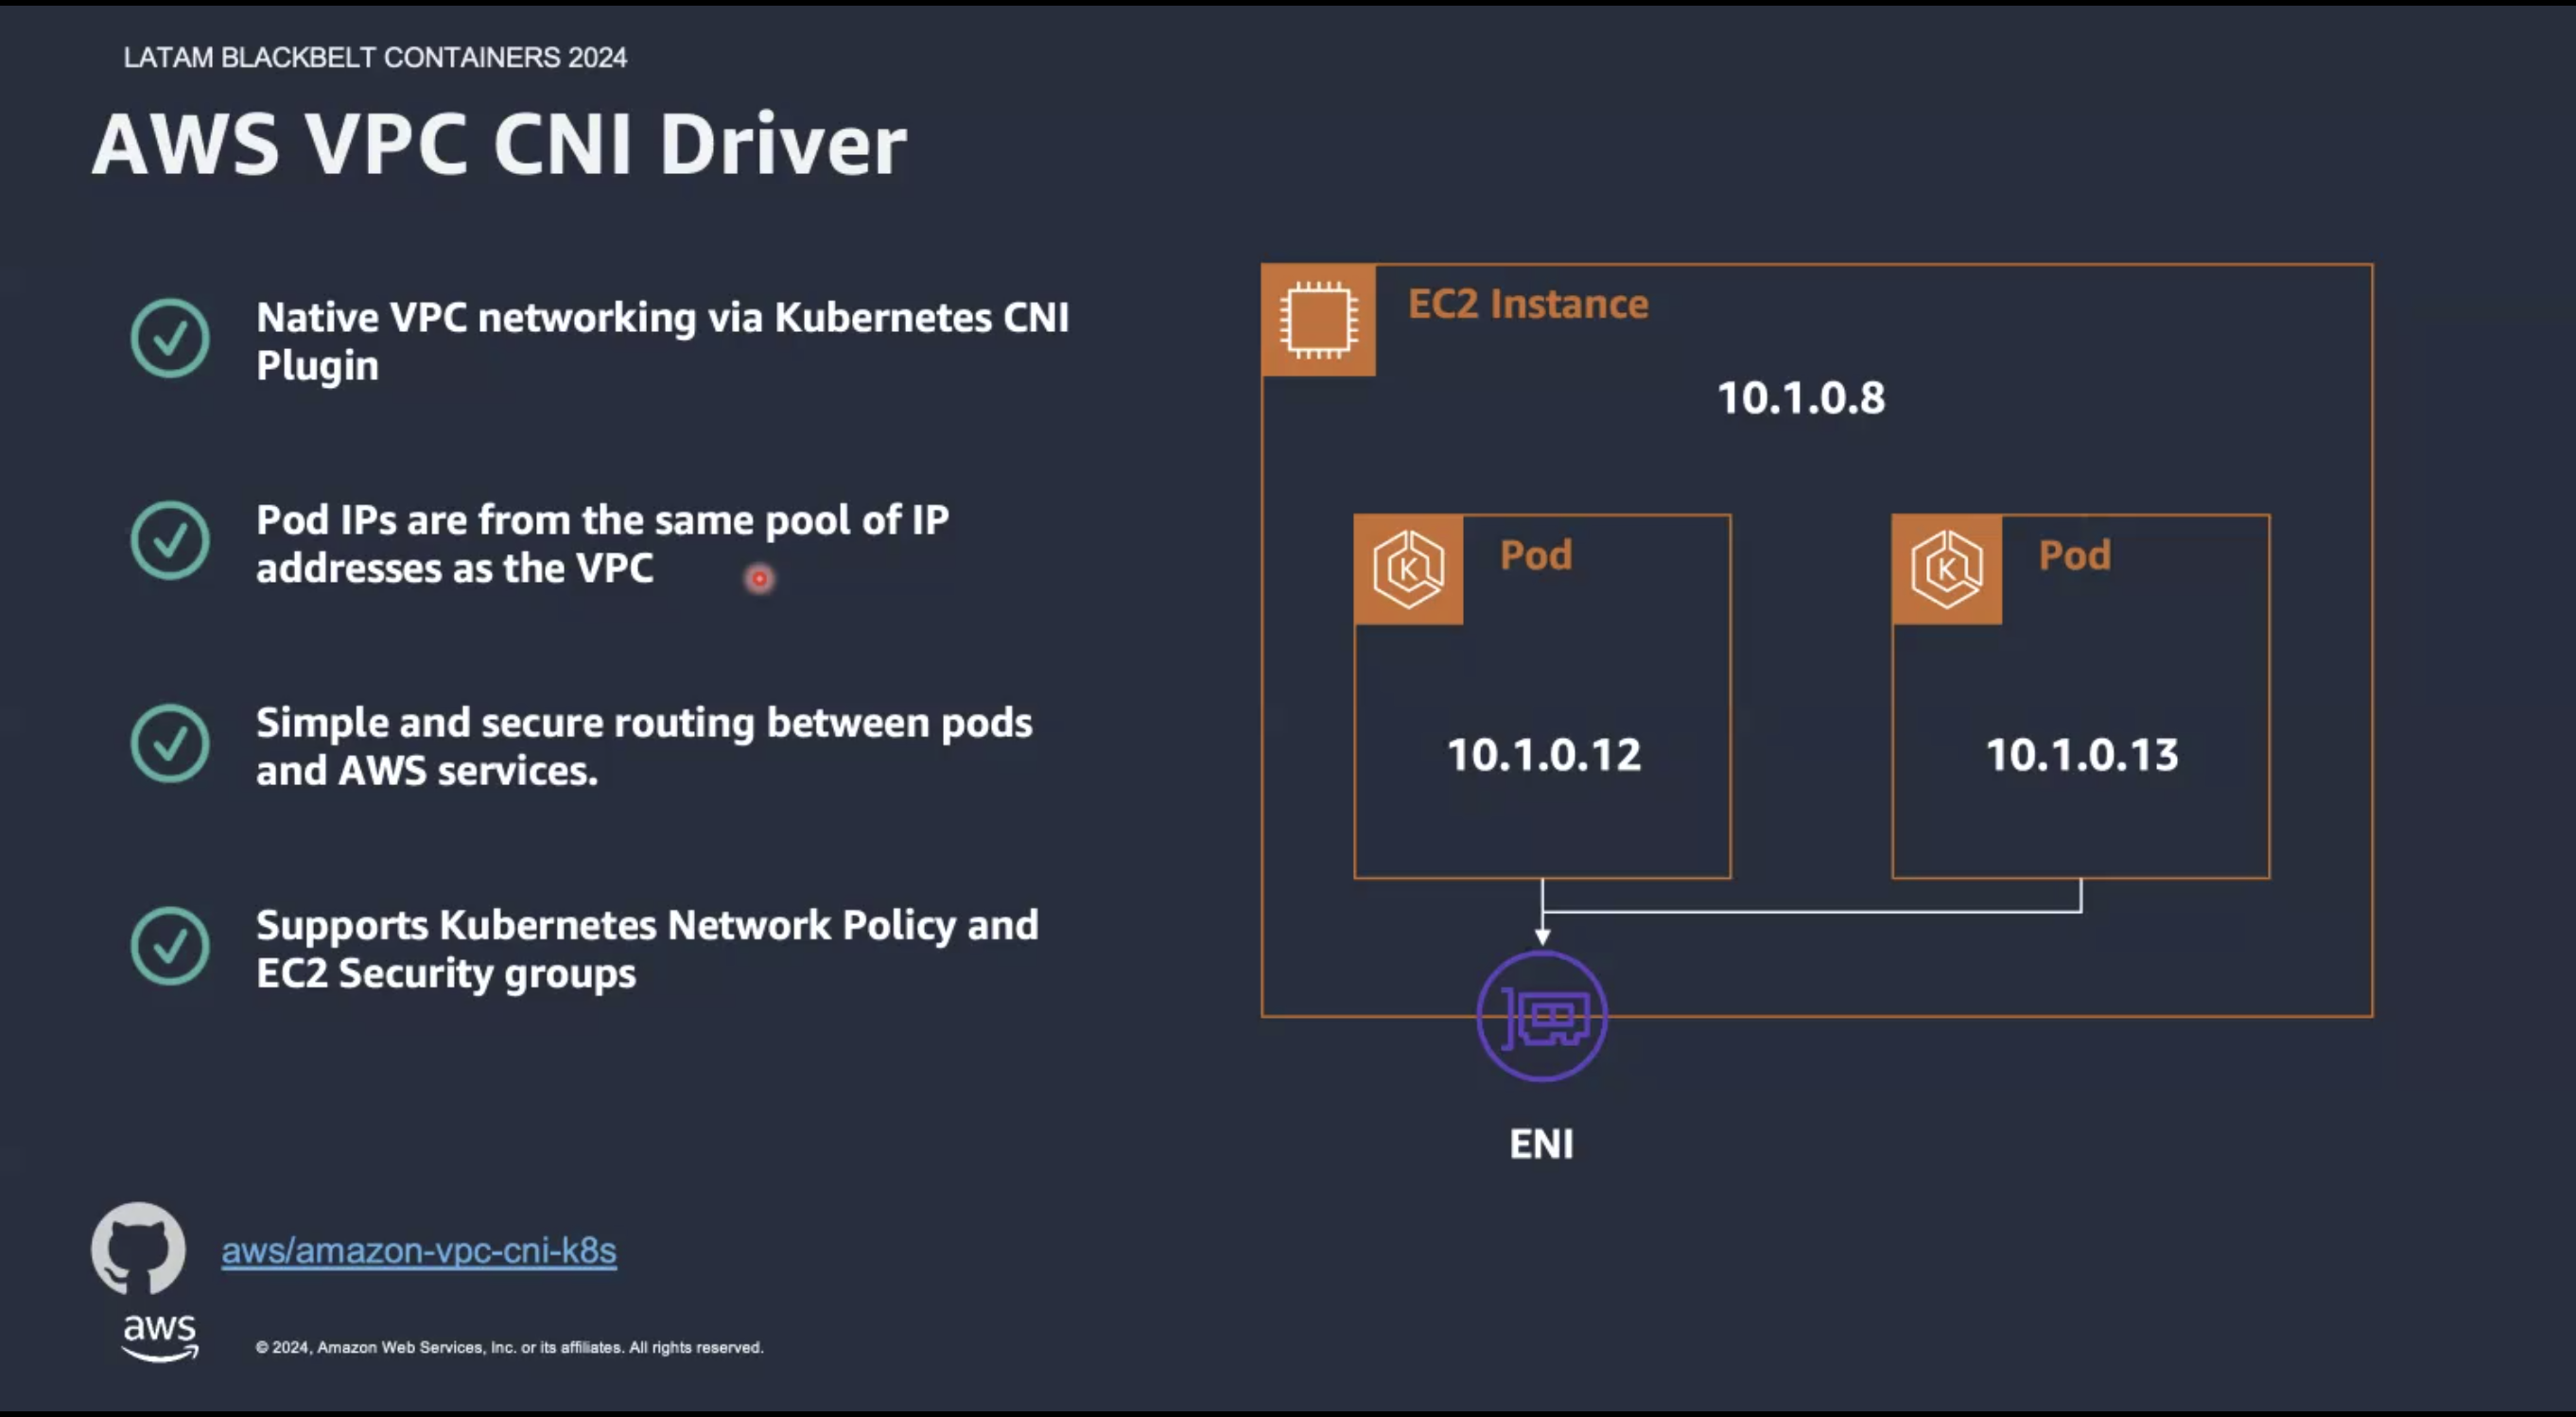 LATAM BLACKBELT CONTAINERS 2024
AWS VPC CNI Driver
Native VPC networking via Kubernetes CNI
Plugin
Pod IPs are from the same pool of IP
addresses as the VPC
Simple and secure routing between pods
and AWS services.
Supports Kubernetes Network Policy and
EC2 Security groups
EC2 Instance
10.1.0.8
K
Pod
10.1.0.12
K
Pod
10.1.0.13
ENI
aws/amazon-vpc-cni-k8s
aws
© 2024, Amazon Web Services, Inc. or its affiliates. All rights reserved.